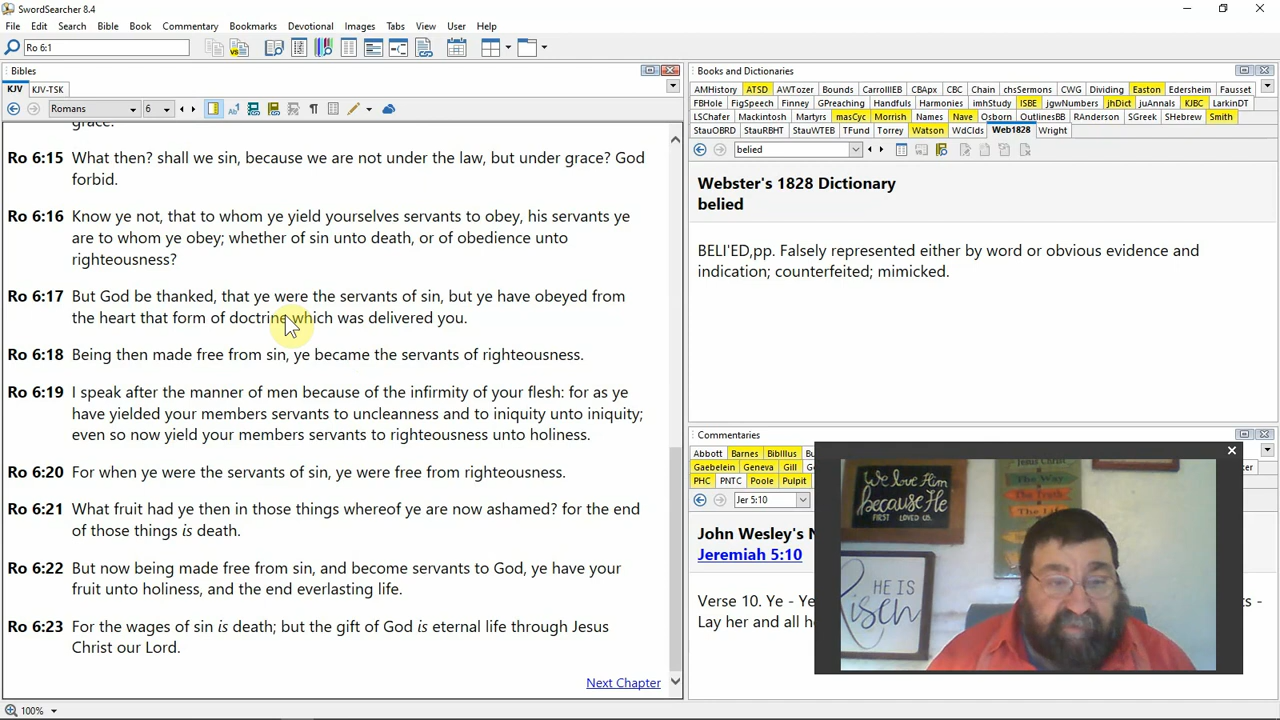 SwordSearcher 8.4
File Edit Search Bible Book Commentary Bookmarks Devotional Images Tabs View User Help
Ro 6:1
Bibles
KJV KJV-TSK
Romans 6
grace.
Ro 6:15 What then? shall we sin, because we are not under the law, but under grace? God
forbid.
Ro 6:16 Know ye not, that to whom ye yield yourselves servants to obey, his servants ye
are to whom ye obey; whether of sin unto death, or of obedience unto
righteousness?
Ro 6:17 But God be thanked, that ye were the servants of sin, but ye have obeyed from
the heart that form of doctrine which was delivered you.
Ro 6:18 Being then made free from sin, ye became the servants of righteousness.
Ro 6:19 I speak after the manner of men because of the infirmity of your flesh: for as ye
have yielded your members servants to uncleanness and to iniquity unto iniquity;
even so now yield your members servants to righteousness unto holiness.
Ro 6:20 For when ye were the servants of sin, ye were free from righteousness.
Ro 6:21 What fruit had ye then in those things whereof ye are now ashamed? for the end
of those things is death.
Ro 6:22 But now being made free from sin, and become servants to God, ye have your
fruit unto holiness, and the end everlasting life.
Ro 6:23 For the wages of sin is death; but the gift of God is eternal life through Jesus
Christ our Lord.
Next Chapter
100%
Books and Dictionaries
AMHistory ATSD AWTozer Bounds CarrollIEB CBApx CBC Chain chsSermons CWG Dividing Easton Edersheim Fausset
FBHole FigSpeech Finney GPreaching Handfuls Harmonies imhStudy ISBE jgwNumbers jhDict juAnnals KJBC LarkinDT
LSChafer Mackintosh Martyrs masCyc Morrish Names Nave Osborn OutlinesBB RAnderson SGreek SHebrew Smith
StauOBRD StauRBHT StauWTEB TFund Torrey Watson WdClds Web1828 Wright
belied
Webster's 1828 Dictionary
belied
BELI'ED,pp. Falsely represented either by word or obvious evidence and
indication; counterfeited; mimicked.
Commentaries
Abbott Barnes BibIllus
Gaebelein Geneva Gill
PHC PNTC Poole Pulpit
Jer 5:10
John Wesley's
Jeremiah 5:10
Verse 10. Ye -
Lay her and all
We love Him
because He
FIRST LOVED US.
Jesus Christ
The Way
The Truth
The Life
HE IS
Risen